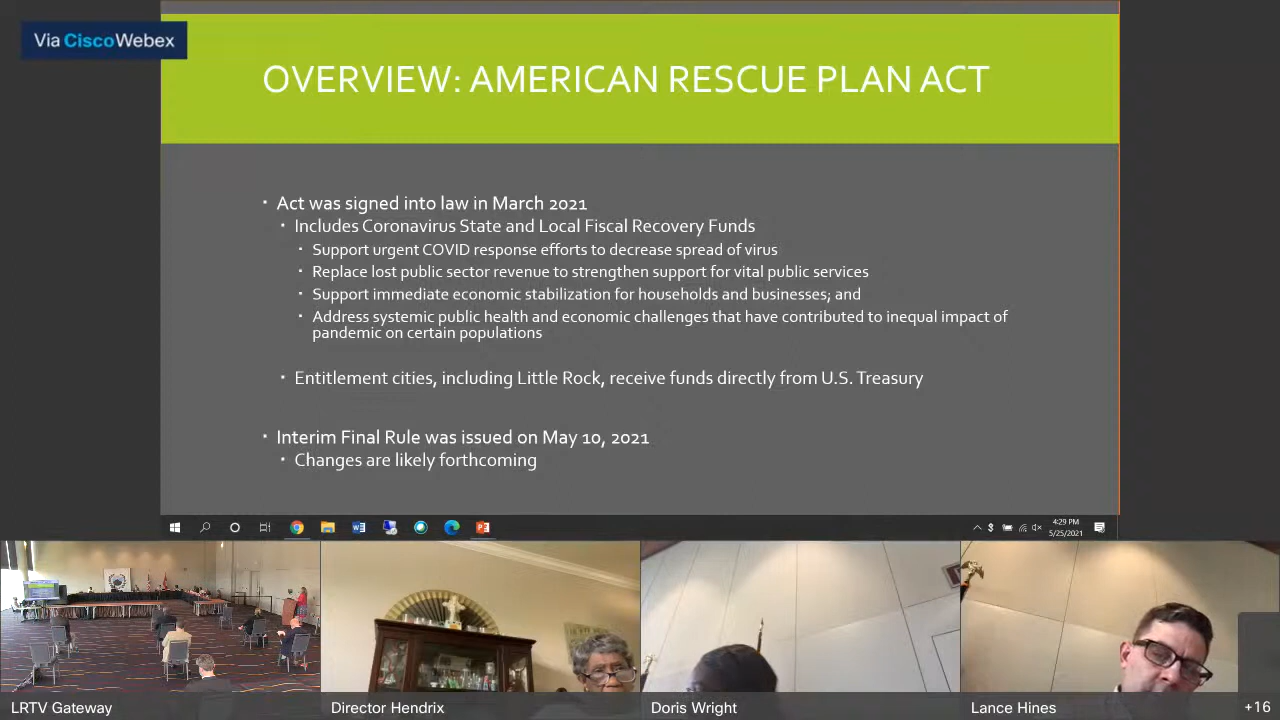 Via Cisco Webex
OVERVIEW: AMERICAN RESCUE PLAN ACT
Act was signed into law in March 2021
Includes Coronavirus State and Local Fiscal Recovery Funds
Support urgent COVID response efforts to decrease spread of virus
Replace lost public sector revenue to strengthen support for vital public services
Support immediate economic stabilization for households and businesses; and
Address systemic public health and economic challenges that have contributed to inequal impact of
pandemic on certain populations
Entitlement cities, including Little Rock, receive funds directly from U.S. Treasury
Interim Final Rule was issued on May 10, 2021
Changes are likely forthcoming
4:29 PM
5/25/2021
LRTV Gateway
Director Hendrix
Doris Wright
Lance Hines
+16